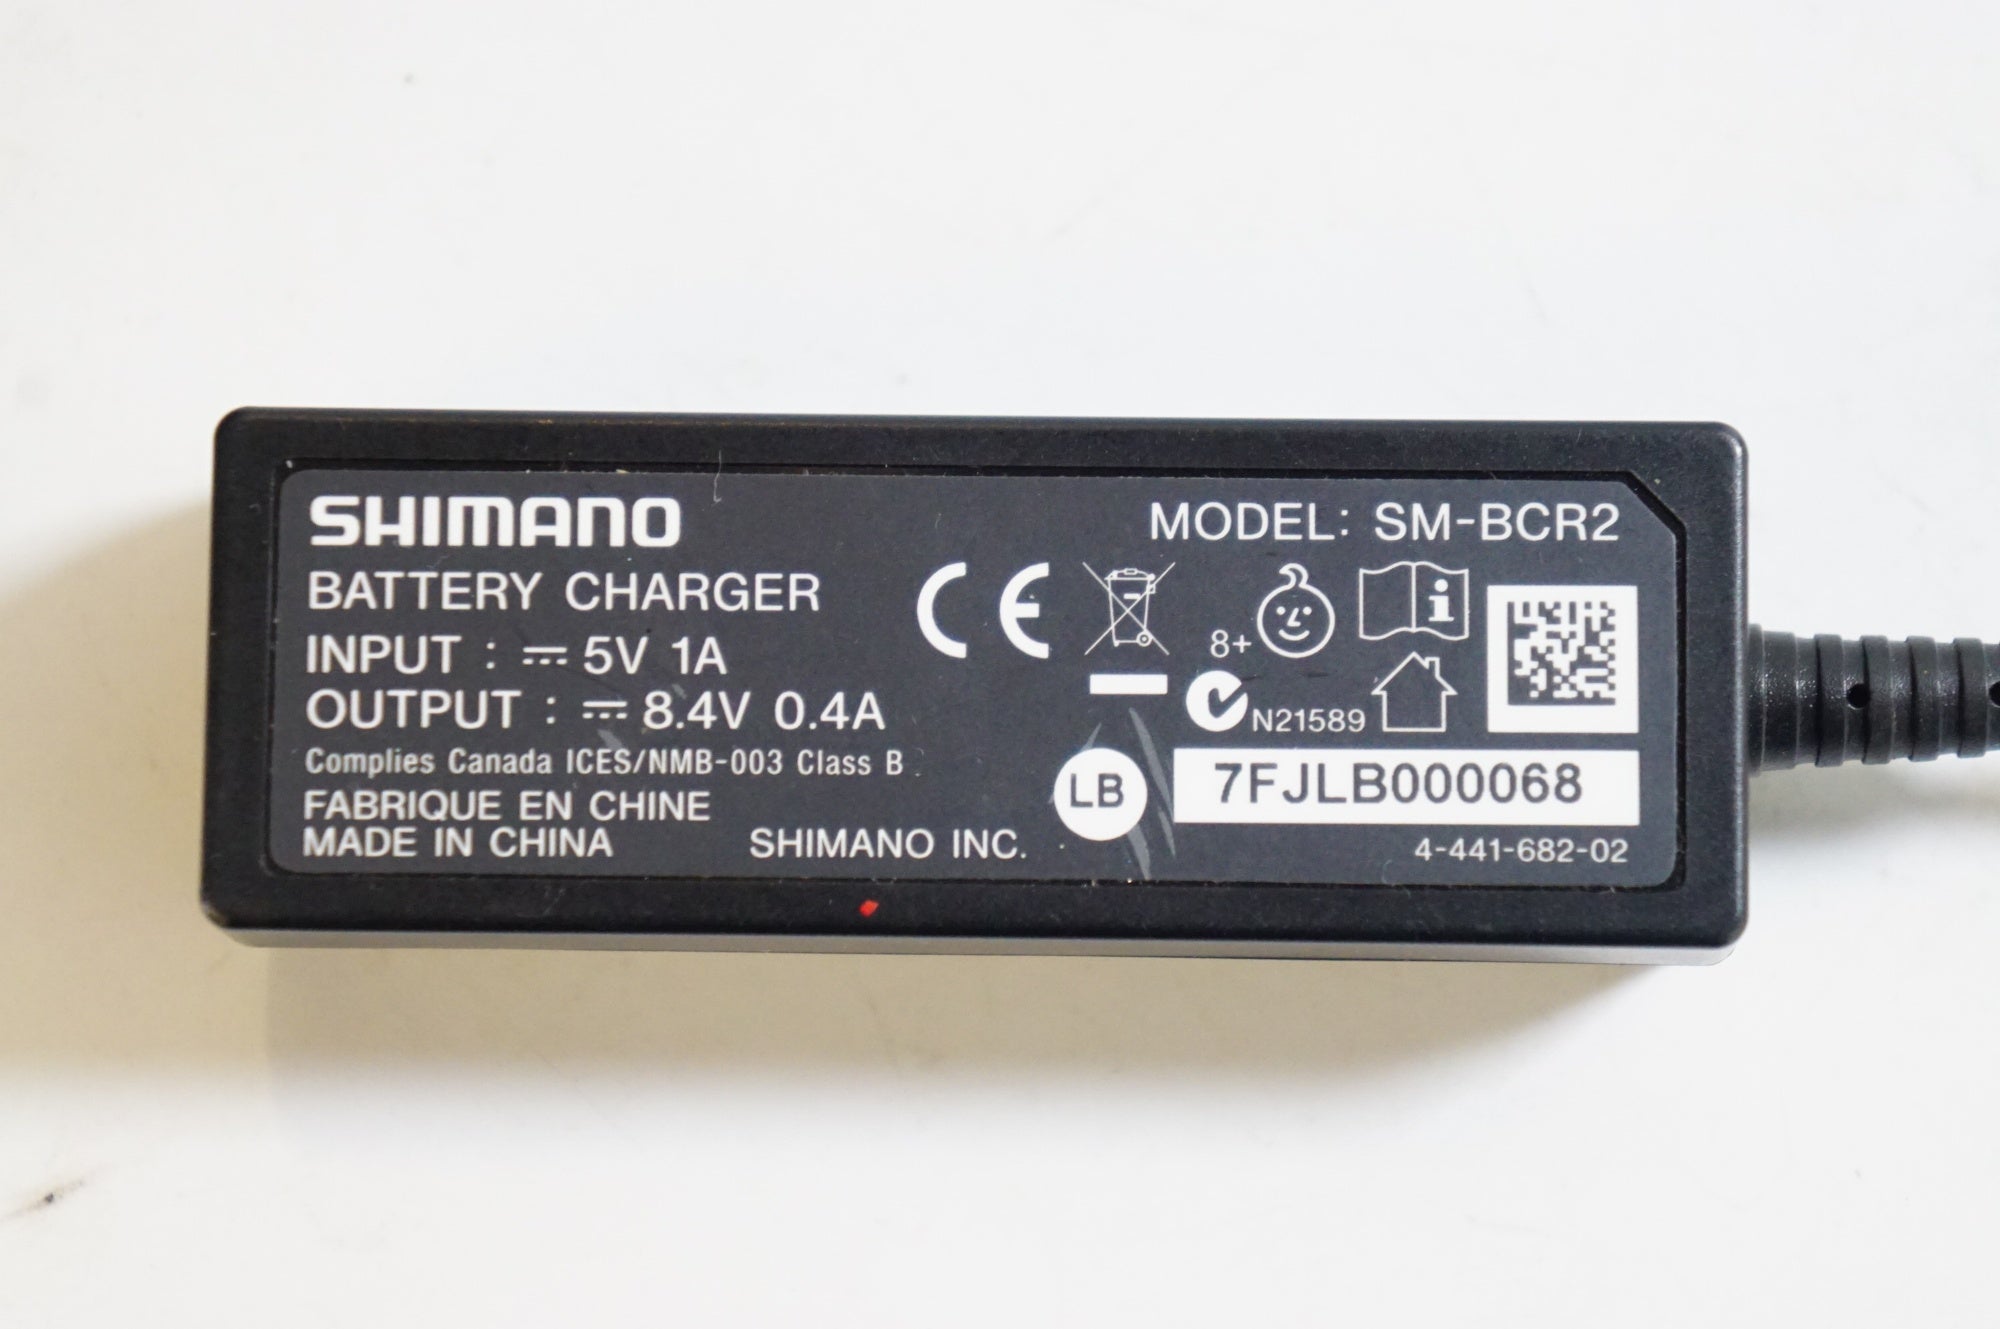 SHIMANO
MODEL: SM-BCR2
BATTERY CHARGER
INPUT : ⎓ 5V 1A
OUTPUT : ⎓ 8.4V 0.4A
CE
8+
i
N21589
Complies Canada ICES/NMB-003 Class B
LB
7FJLB000068
FABRIQUE EN CHINE
MADE IN CHINA
SHIMANO INC.
4-441-682-02